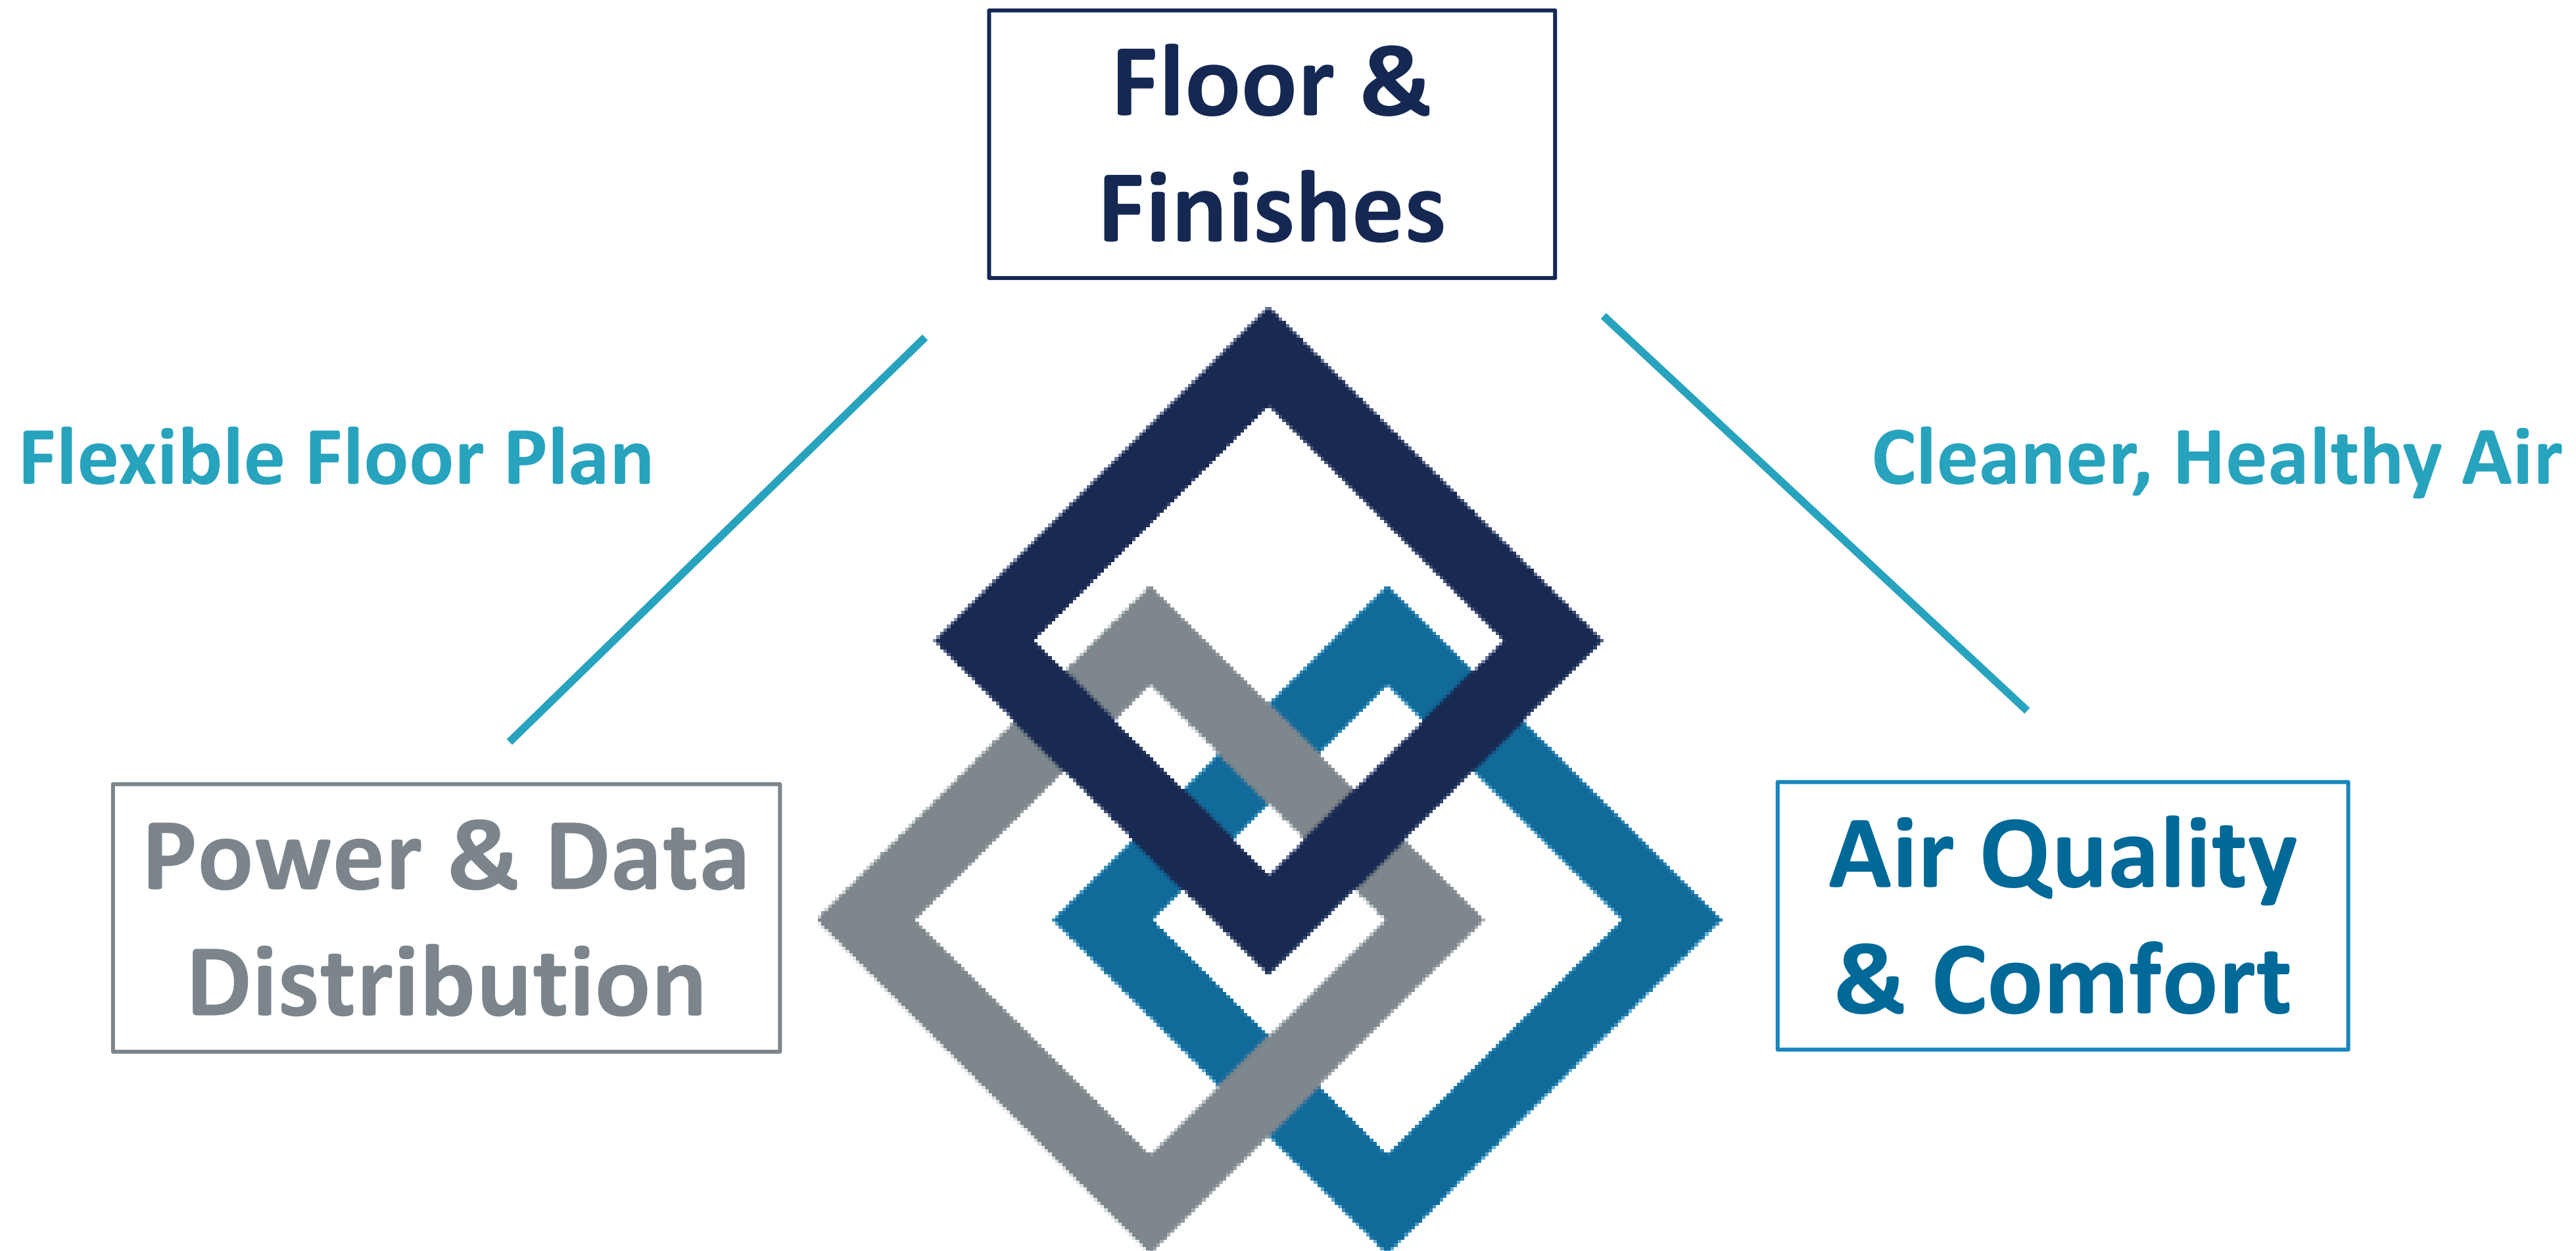 Floor &
Finishes
Flexible Floor Plan
Cleaner, Healthy Air
Power & Data
Distribution
Air Quality
& Comfort